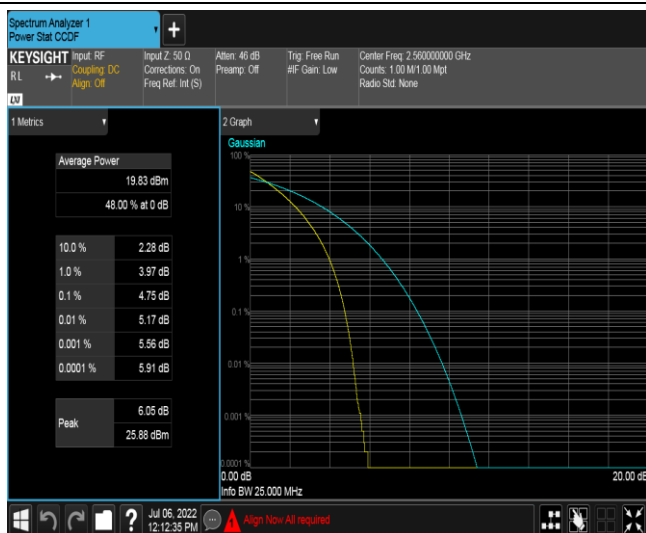 Spectrum Analyzer 1
Power Stat CCDF
KEYSIGHT
RL
LXI
Input: RF
Coupling: DC
Align: Off
Input Z: 50 Ω
Corrections: On
Freq Ref: Int (S)
Atten: 46 dB
Preamp: Off
Trig: Free Run
#IF Gain: Low
Center Freq: 2.560000000 GHz
Counts: 1.00 M/1.00 Mpt
Radio Std: None
1 Metrics
Average Power
19.83 dBm
48.00 % at 0 dB
10.0 % 2.28 dB
1.0 % 3.97 dB
0.1 % 4.75 dB
0.01 % 5.17 dB
0.001 % 5.56 dB
0.0001 % 5.91 dB
Peak
6.05 dB
25.88 dBm
2 Graph
Gaussian
100 %
10 %
1 %
0.1 %
0.01 %
0.001 %
0.0001 %
0.00 dB
20.00 dB
Info BW 25.000 MHz
Jul 06, 2022
12:12:35 PM
1
Align Now All required